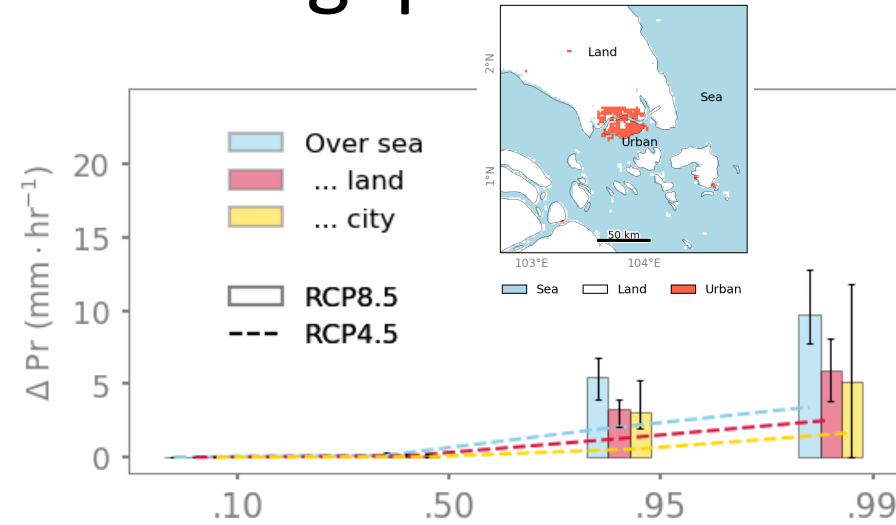 Land
Sea
Urban
2°N
1°N
50 km
103°E
104°E
Sea
Land
Urban
Δ Pr (mm · hr⁻¹)
20
15
10
5
0
Over sea
... land
... city
RCP8.5
RCP4.5
.10
.50
.95
.99